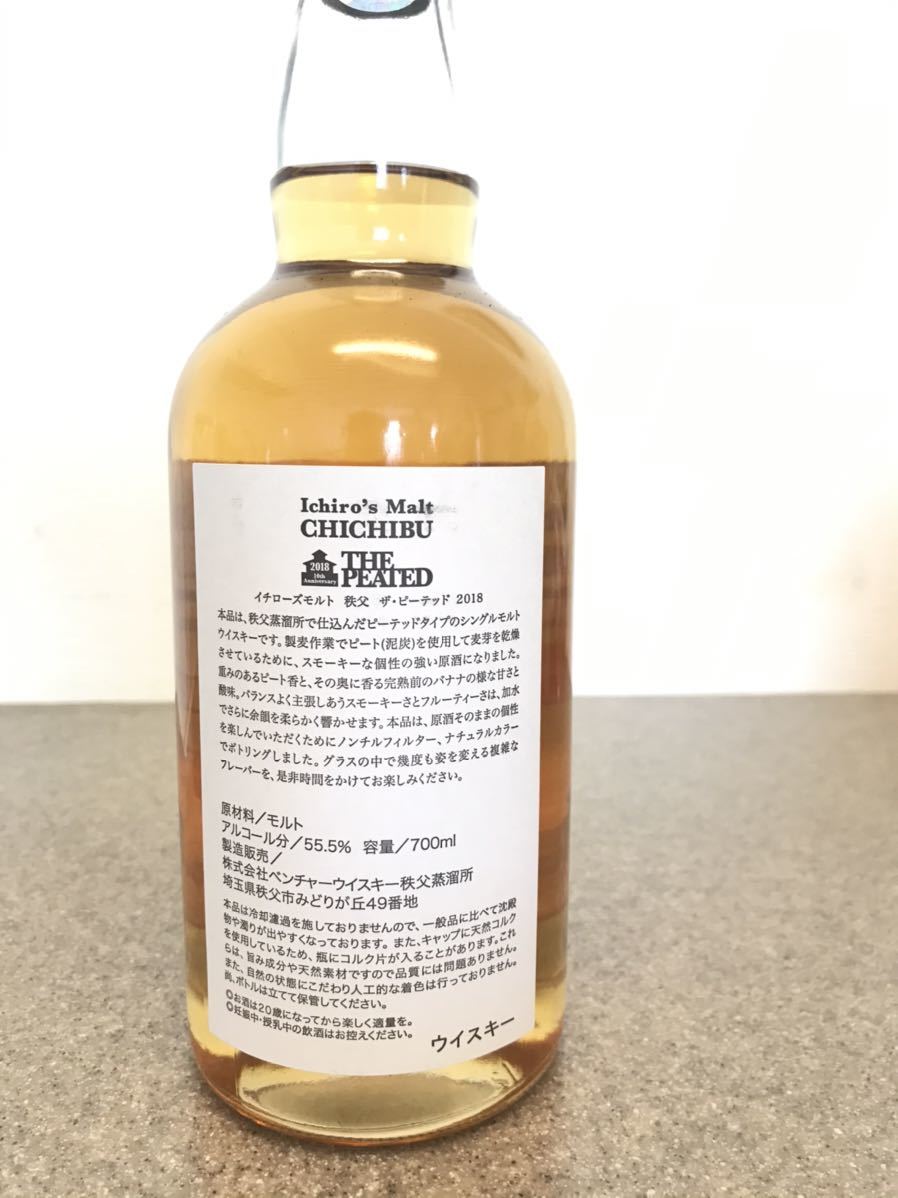 Ichiro's Malt
CHICHIBU
2018
10th
Anniversary
THE
PEATED
イチローズモルト 秩父 ザ・ピーテッド 2018
本品は、秩父蒸溜所で仕込んだピーテッドタイプのシングルモルト
ウイスキーです。製麦作業でピート(泥炭)を使用して麦芽を乾燥
させているために、スモーキーな個性の強い原酒になりました。
重みのあるピート香と、その奥に香る完熟前のバナナの様な甘さと
酸味。バランスよく主張しあうスモーキーさとフルーティーさは、加水
でさらに余韻を柔らかく響かせます。本品は、原酒そのままの個性
を楽しんでいただくためにノンチルフィルター、ナチュラルカラー
でボトリングしました。グラスの中で幾度も姿を変える複雑な
フレーバーを、是非時間をかけてお楽しみください。
原材料／モルト
アルコール分／55.5% 容量／700ml
製造販売／
株式会社ベンチャーウイスキー秩父蒸溜所
埼玉県秩父市みどりが丘49番地
本品は冷却濾過を施しておりませんので、一般品に比べて沈殿
物や濁りが出やすくなっております。また、キャップに天然コルク
を使用しているため、瓶にコルク片が入ることがあります。これ
らは、旨み成分や天然素材ですので品質には問題ありません。
また、自然の状態にこだわり人工的な着色は行っておりません。
尚、ボトルは立てて保管してください。
◎お酒は20歳になってから楽しく適量を。
◎妊娠中・授乳中の飲酒はお控えください。
ウイスキー